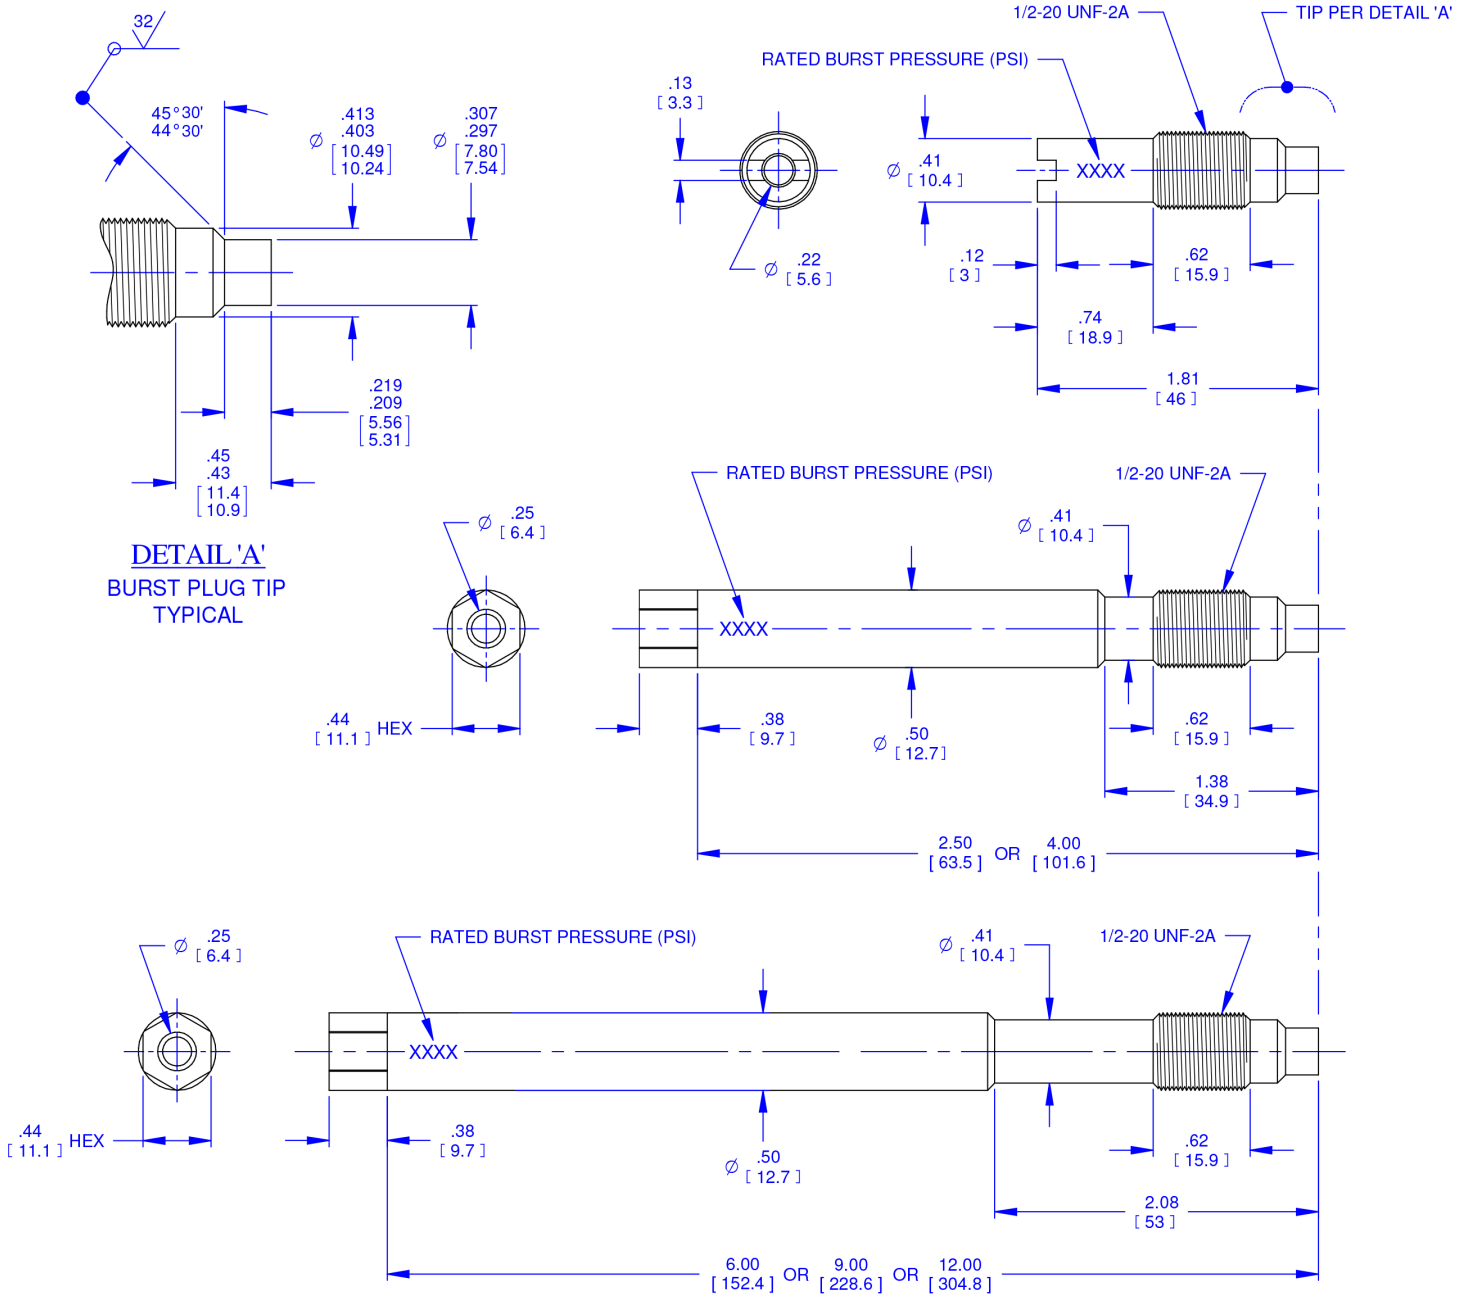 32
45°30'
44°30'
Ø .413
.403
[10.49]
[10.24]
Ø .307
.297
[7.80]
[7.54]
.219
.209
[5.56]
[5.31]
.45
.43
[11.4]
[10.9]
DETAIL 'A'
BURST PLUG TIP
TYPICAL
1/2-20 UNF-2A
TIP PER DETAIL 'A'
RATED BURST PRESSURE (PSI)
.13
[ 3.3 ]
Ø .41
[ 10.4 ]
XXXX
Ø .22
[ 5.6 ]
.12
[ 3 ]
.62
[ 15.9 ]
.74
[ 18.9 ]
1.81
[ 46 ]
RATED BURST PRESSURE (PSI)
1/2-20 UNF-2A
Ø .25
[ 6.4 ]
Ø .41
[ 10.4 ]
XXXX
.44
[ 11.1 ] HEX
.38
[ 9.7 ]
Ø .50
[ 12.7 ]
.62
[ 15.9 ]
1.38
[ 34.9 ]
2.50 OR 4.00
[ 63.5 ] [ 101.6 ]
RATED BURST PRESSURE (PSI)
1/2-20 UNF-2A
Ø .25
[ 6.4 ]
Ø .41
[ 10.4 ]
XXXX
.44
[ 11.1 ] HEX
.38
[ 9.7 ]
Ø .50
[ 12.7 ]
.62
[ 15.9 ]
2.08
[ 53 ]
6.00 OR 9.00 OR 12.00
[ 152.4 ] [ 228.6 ] [ 304.8 ]